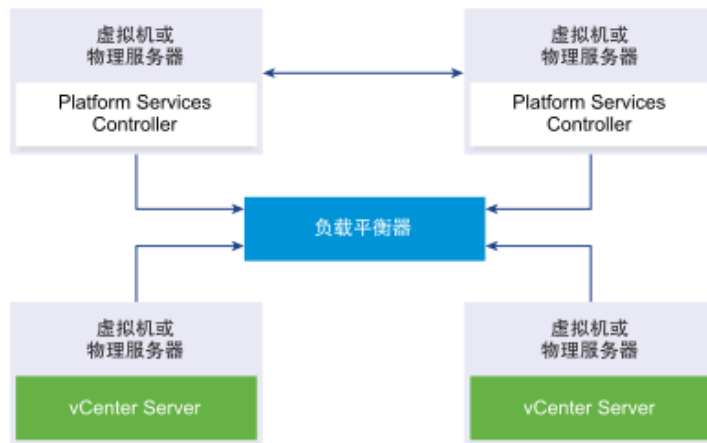 虚拟机或
物理服务器
Platform Services
Controller
虚拟机或
物理服务器
Platform Services
Controller
负载平衡器
虚拟机或
物理服务器
vCenter Server
虚拟机或
物理服务器
vCenter Server